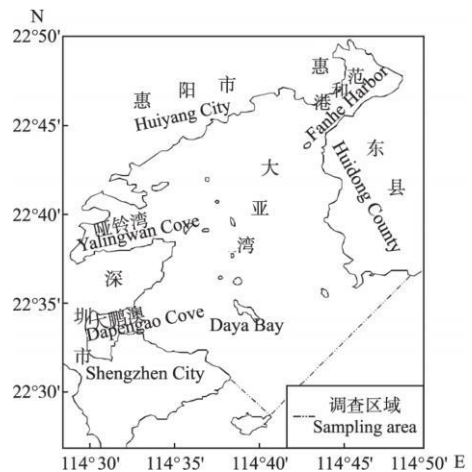 N
22°50'
22°45'
22°40'
22°35'
22°30'
惠阳市
Huiyang City
惠
东
县
Huidong County
范和港
Fanhe Harbor
大亚湾
Daya Bay
哑铃湾
Yalingwan Cove
深
圳
市
大鹏澳
Dapengao Cove
Shengzhen City
调查区域
Sampling area
114°30' 114°35' 114°40' 114°45' 114°50' E